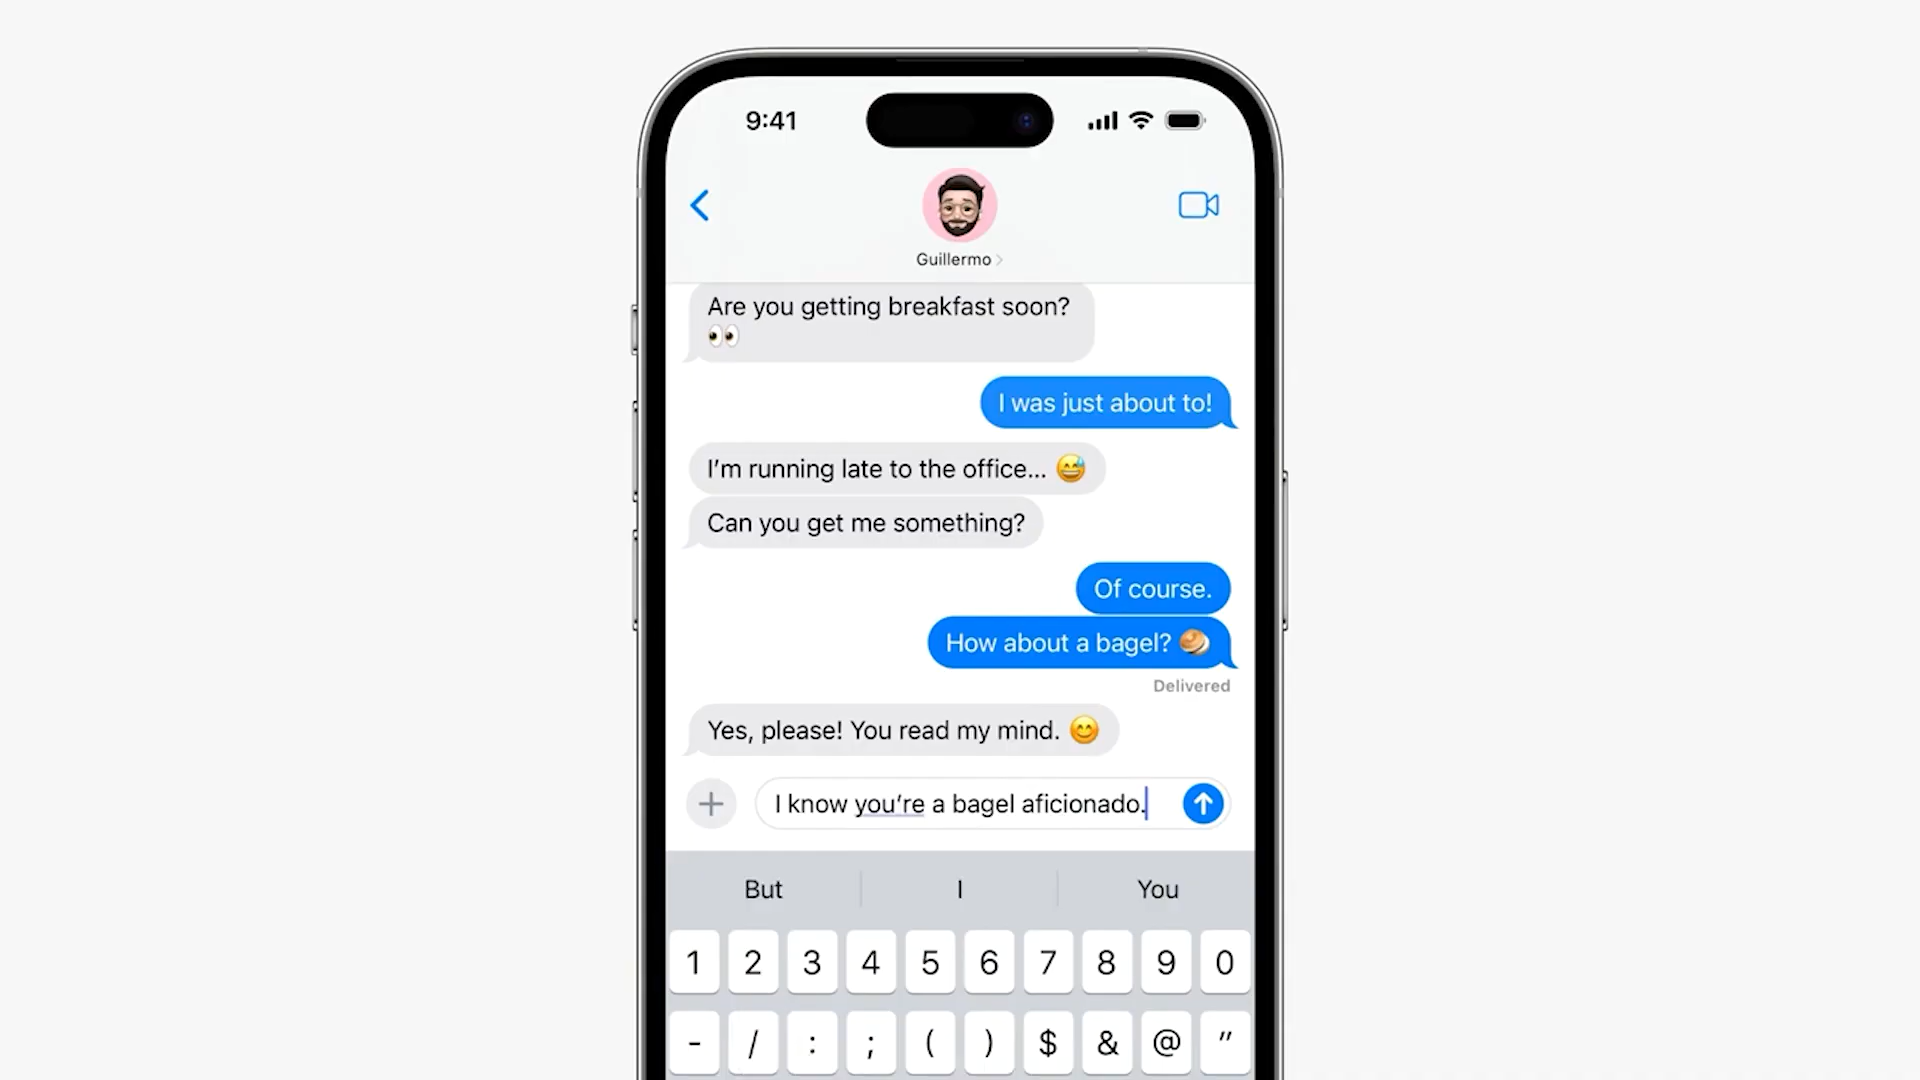 9:41
Guillermo
Are you getting breakfast soon?
👀
I was just about to!
I’m running late to the office... 😅
Can you get me something?
Of course.
How about a bagel? 🥯
Delivered
Yes, please! You read my mind. 😊
I know you’re a bagel aficionado.
But I You
1 2 3 4 5 6 7 8 9 0
- / : ; ( ) $ & @ "